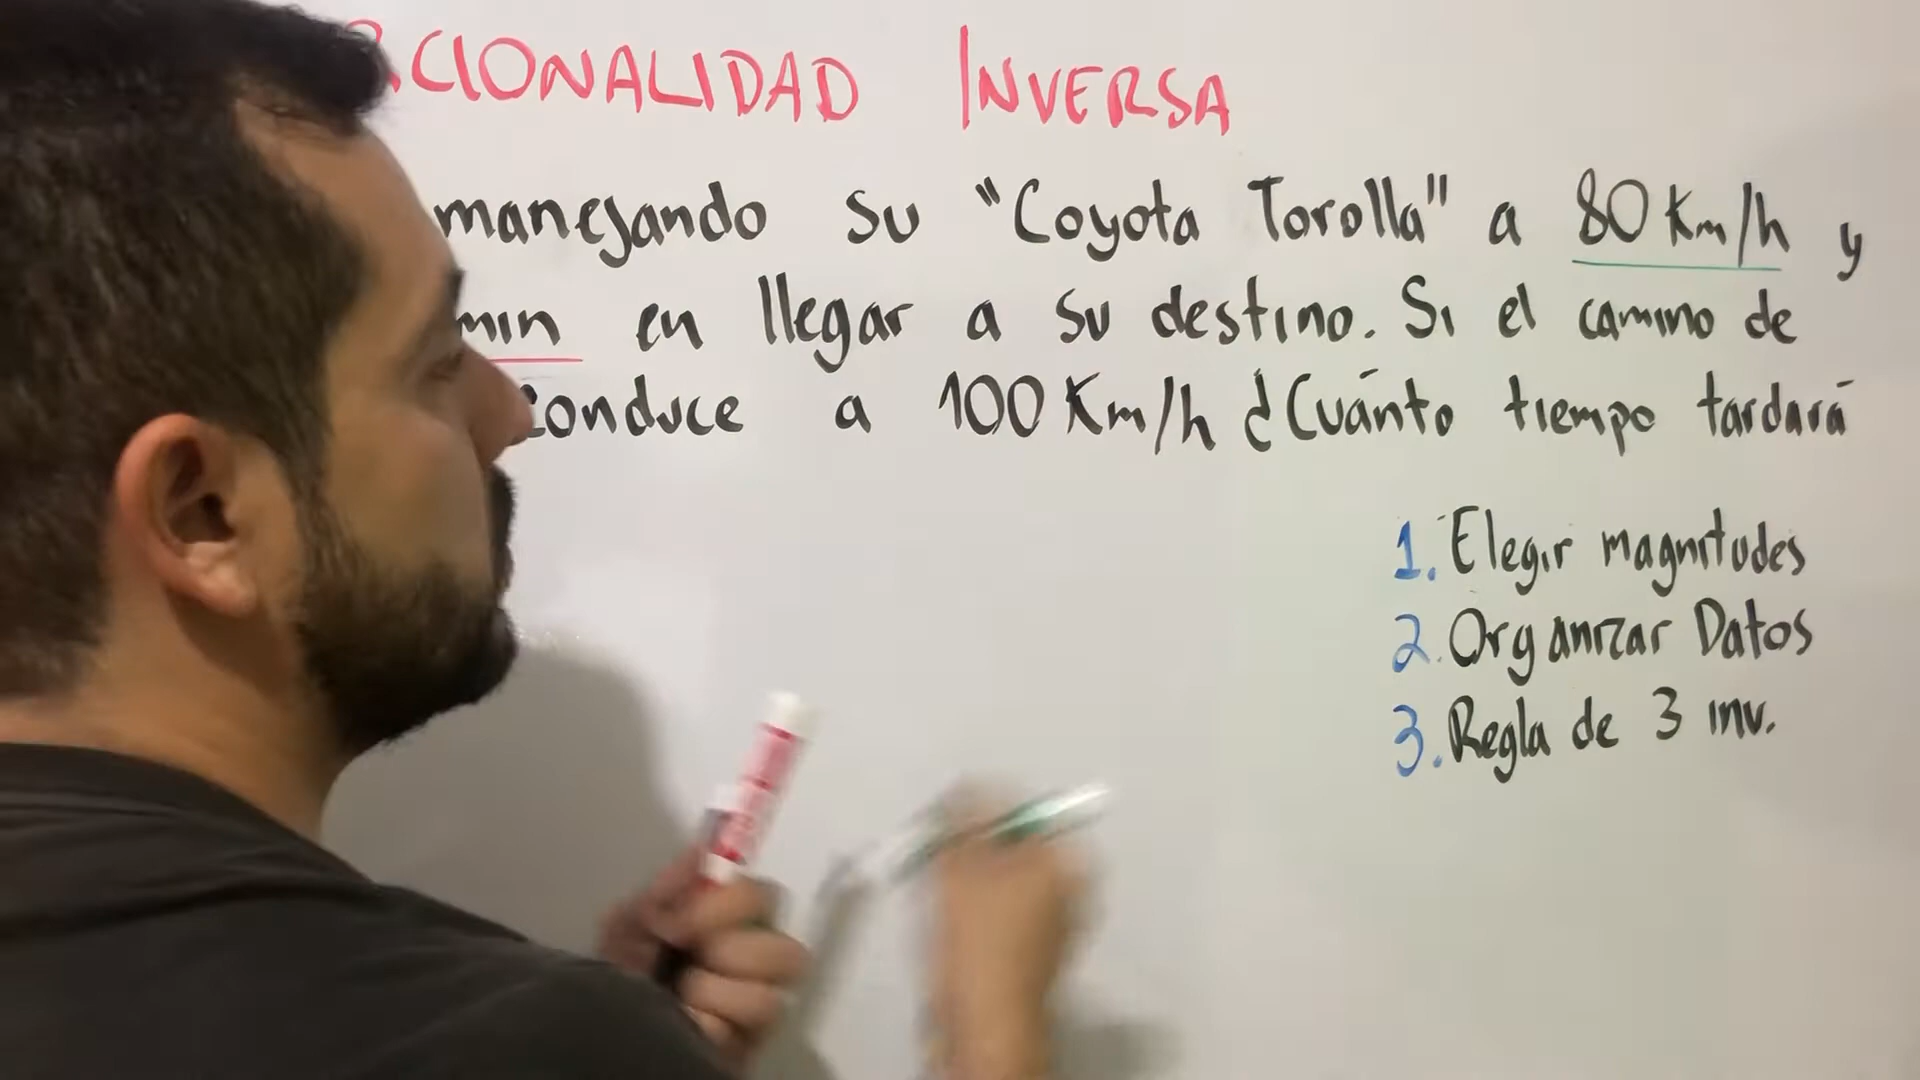 CIONALIDAD INVERSA
manejando su "Coyota Torolla" a 80 Km/h y
min en llegar a su destino. Si el camino de
conduce a 100 Km/h ¿Cuánto tiempo tardará
1. Elegir magnitudes
2. Organizar Datos
3. Regla de 3 inv.